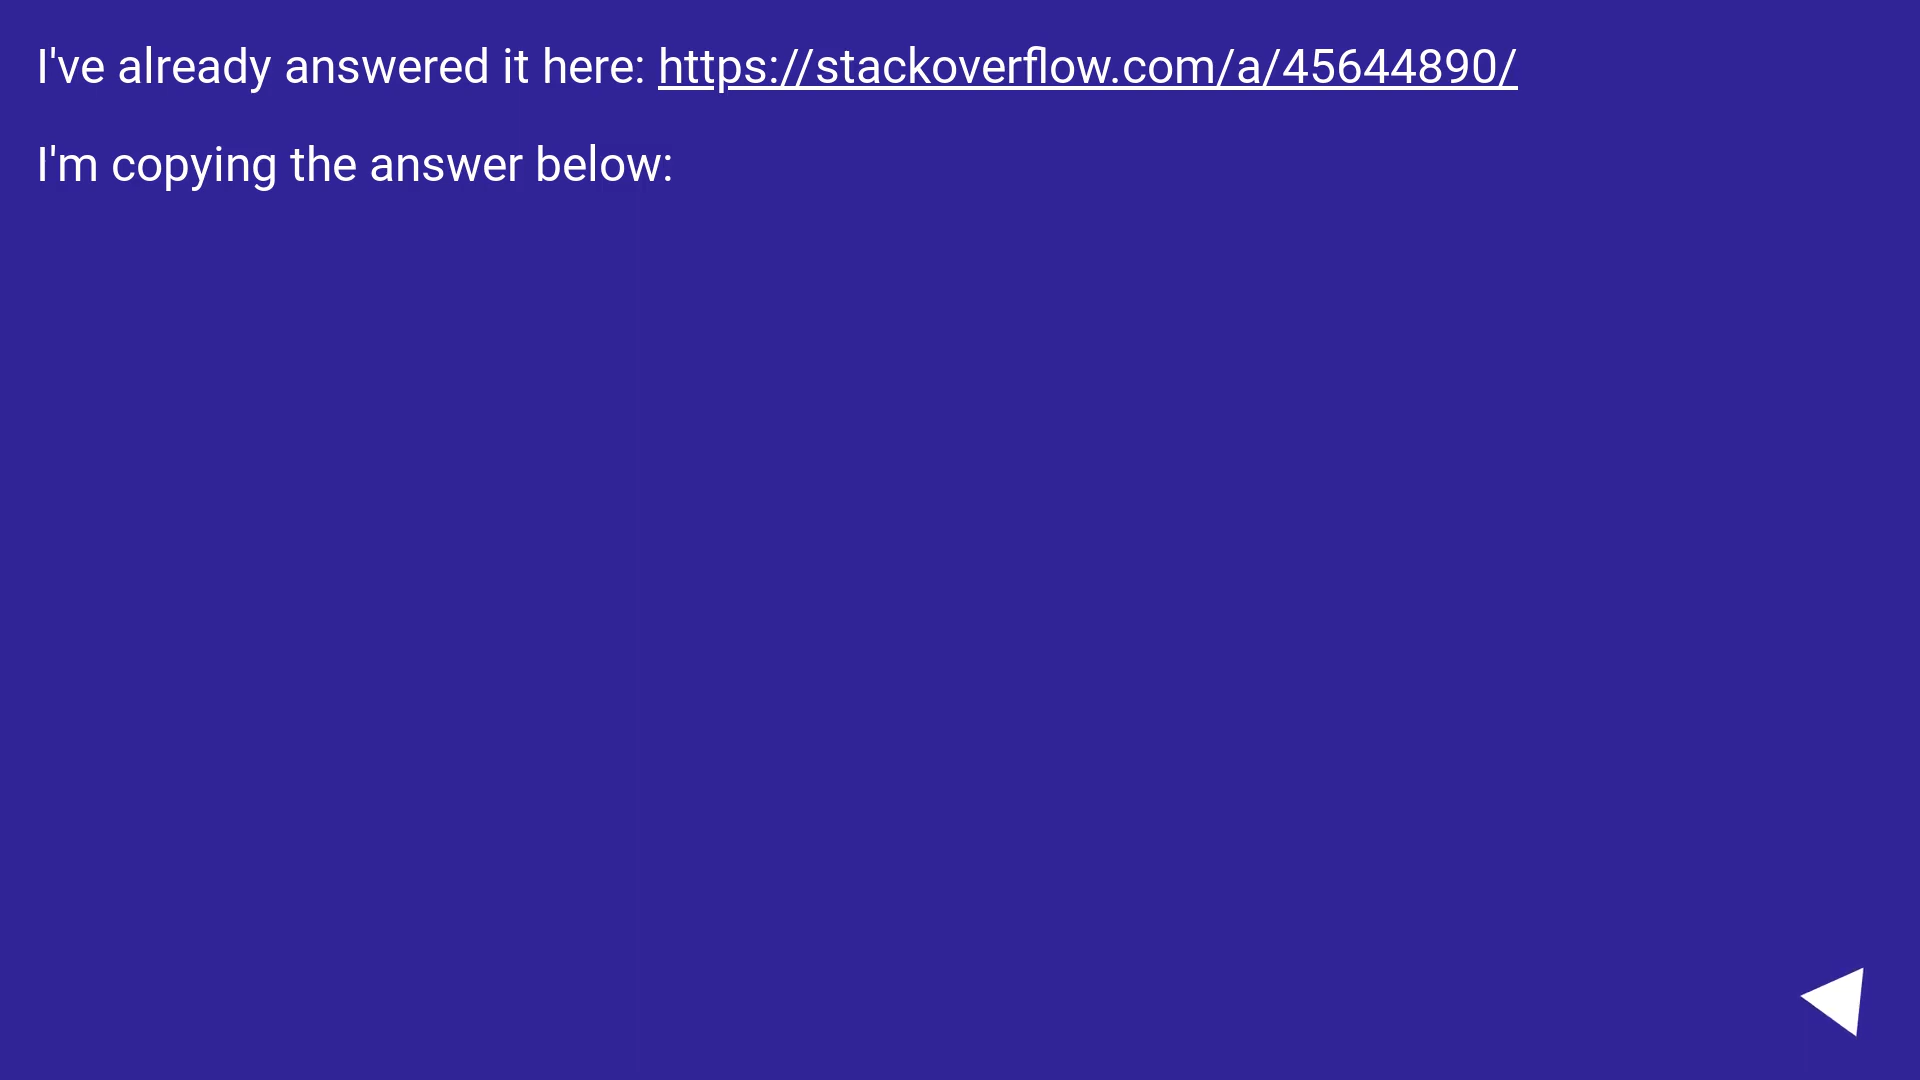 I've already answered it here: https://stackoverflow.com/a/45644890/
I'm copying the answer below: